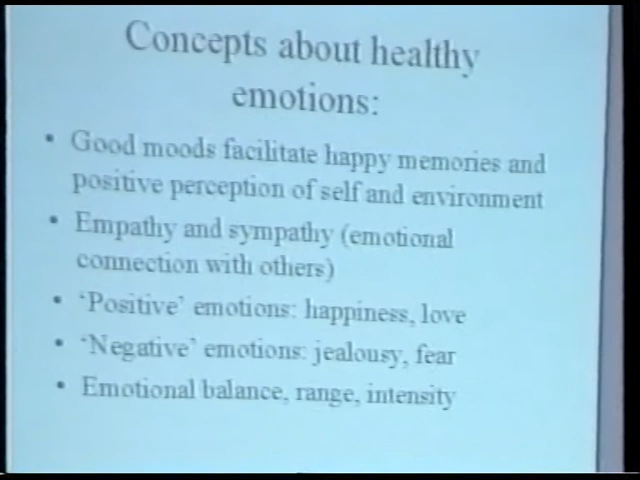 Concepts about healthy
emotions:
• Good moods facilitate happy memories and
positive perception of self and environment
• Empathy and sympathy (emotional
connection with others)
• 'Positive' emotions: happiness, love
• 'Negative' emotions: jealousy, fear
• Emotional balance, range, intensity